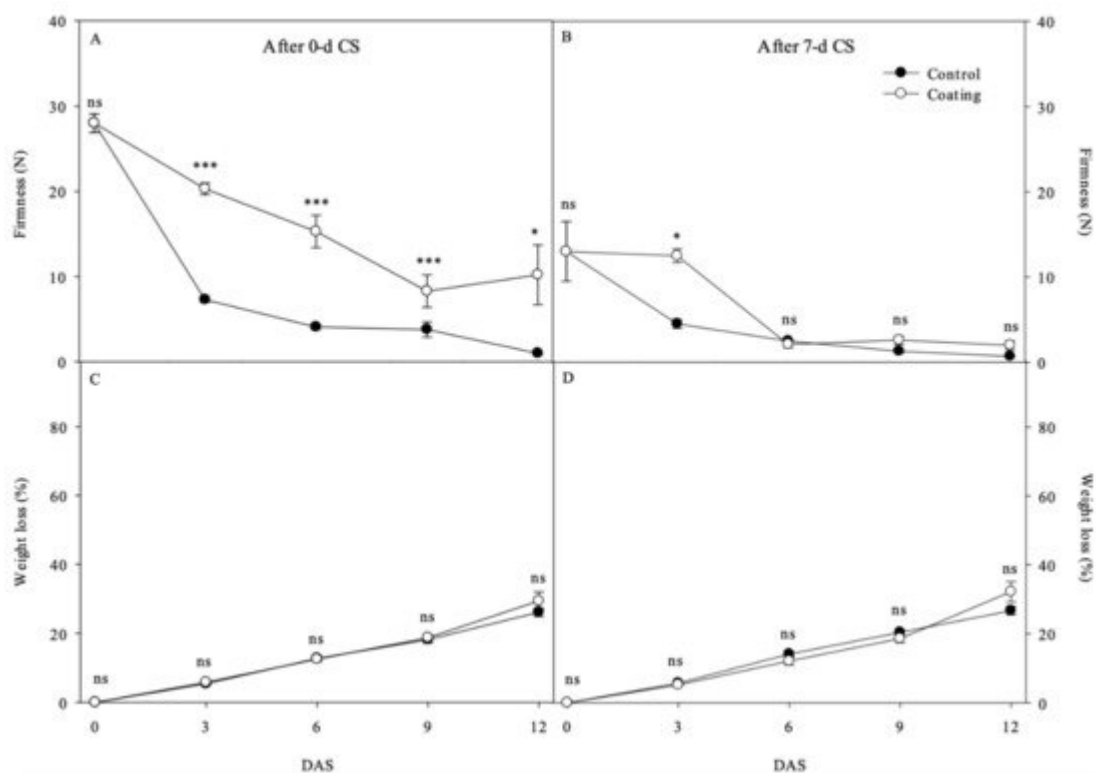 A
After 0-d CS
40
30
20
10
0
Firmness (N)
ns
***
***
***
*
B
After 7-d CS
Control
Coating
40
30
20
10
0
Firmness (N)
ns
*
ns
ns
ns
C
80
60
40
20
0
Weight loss (%)
ns
ns
ns
ns
ns
0 3 6 9 12
DAS
D
80
60
40
20
0
Weight loss (%)
ns
ns
ns
ns
ns
0 3 6 9 12
DAS